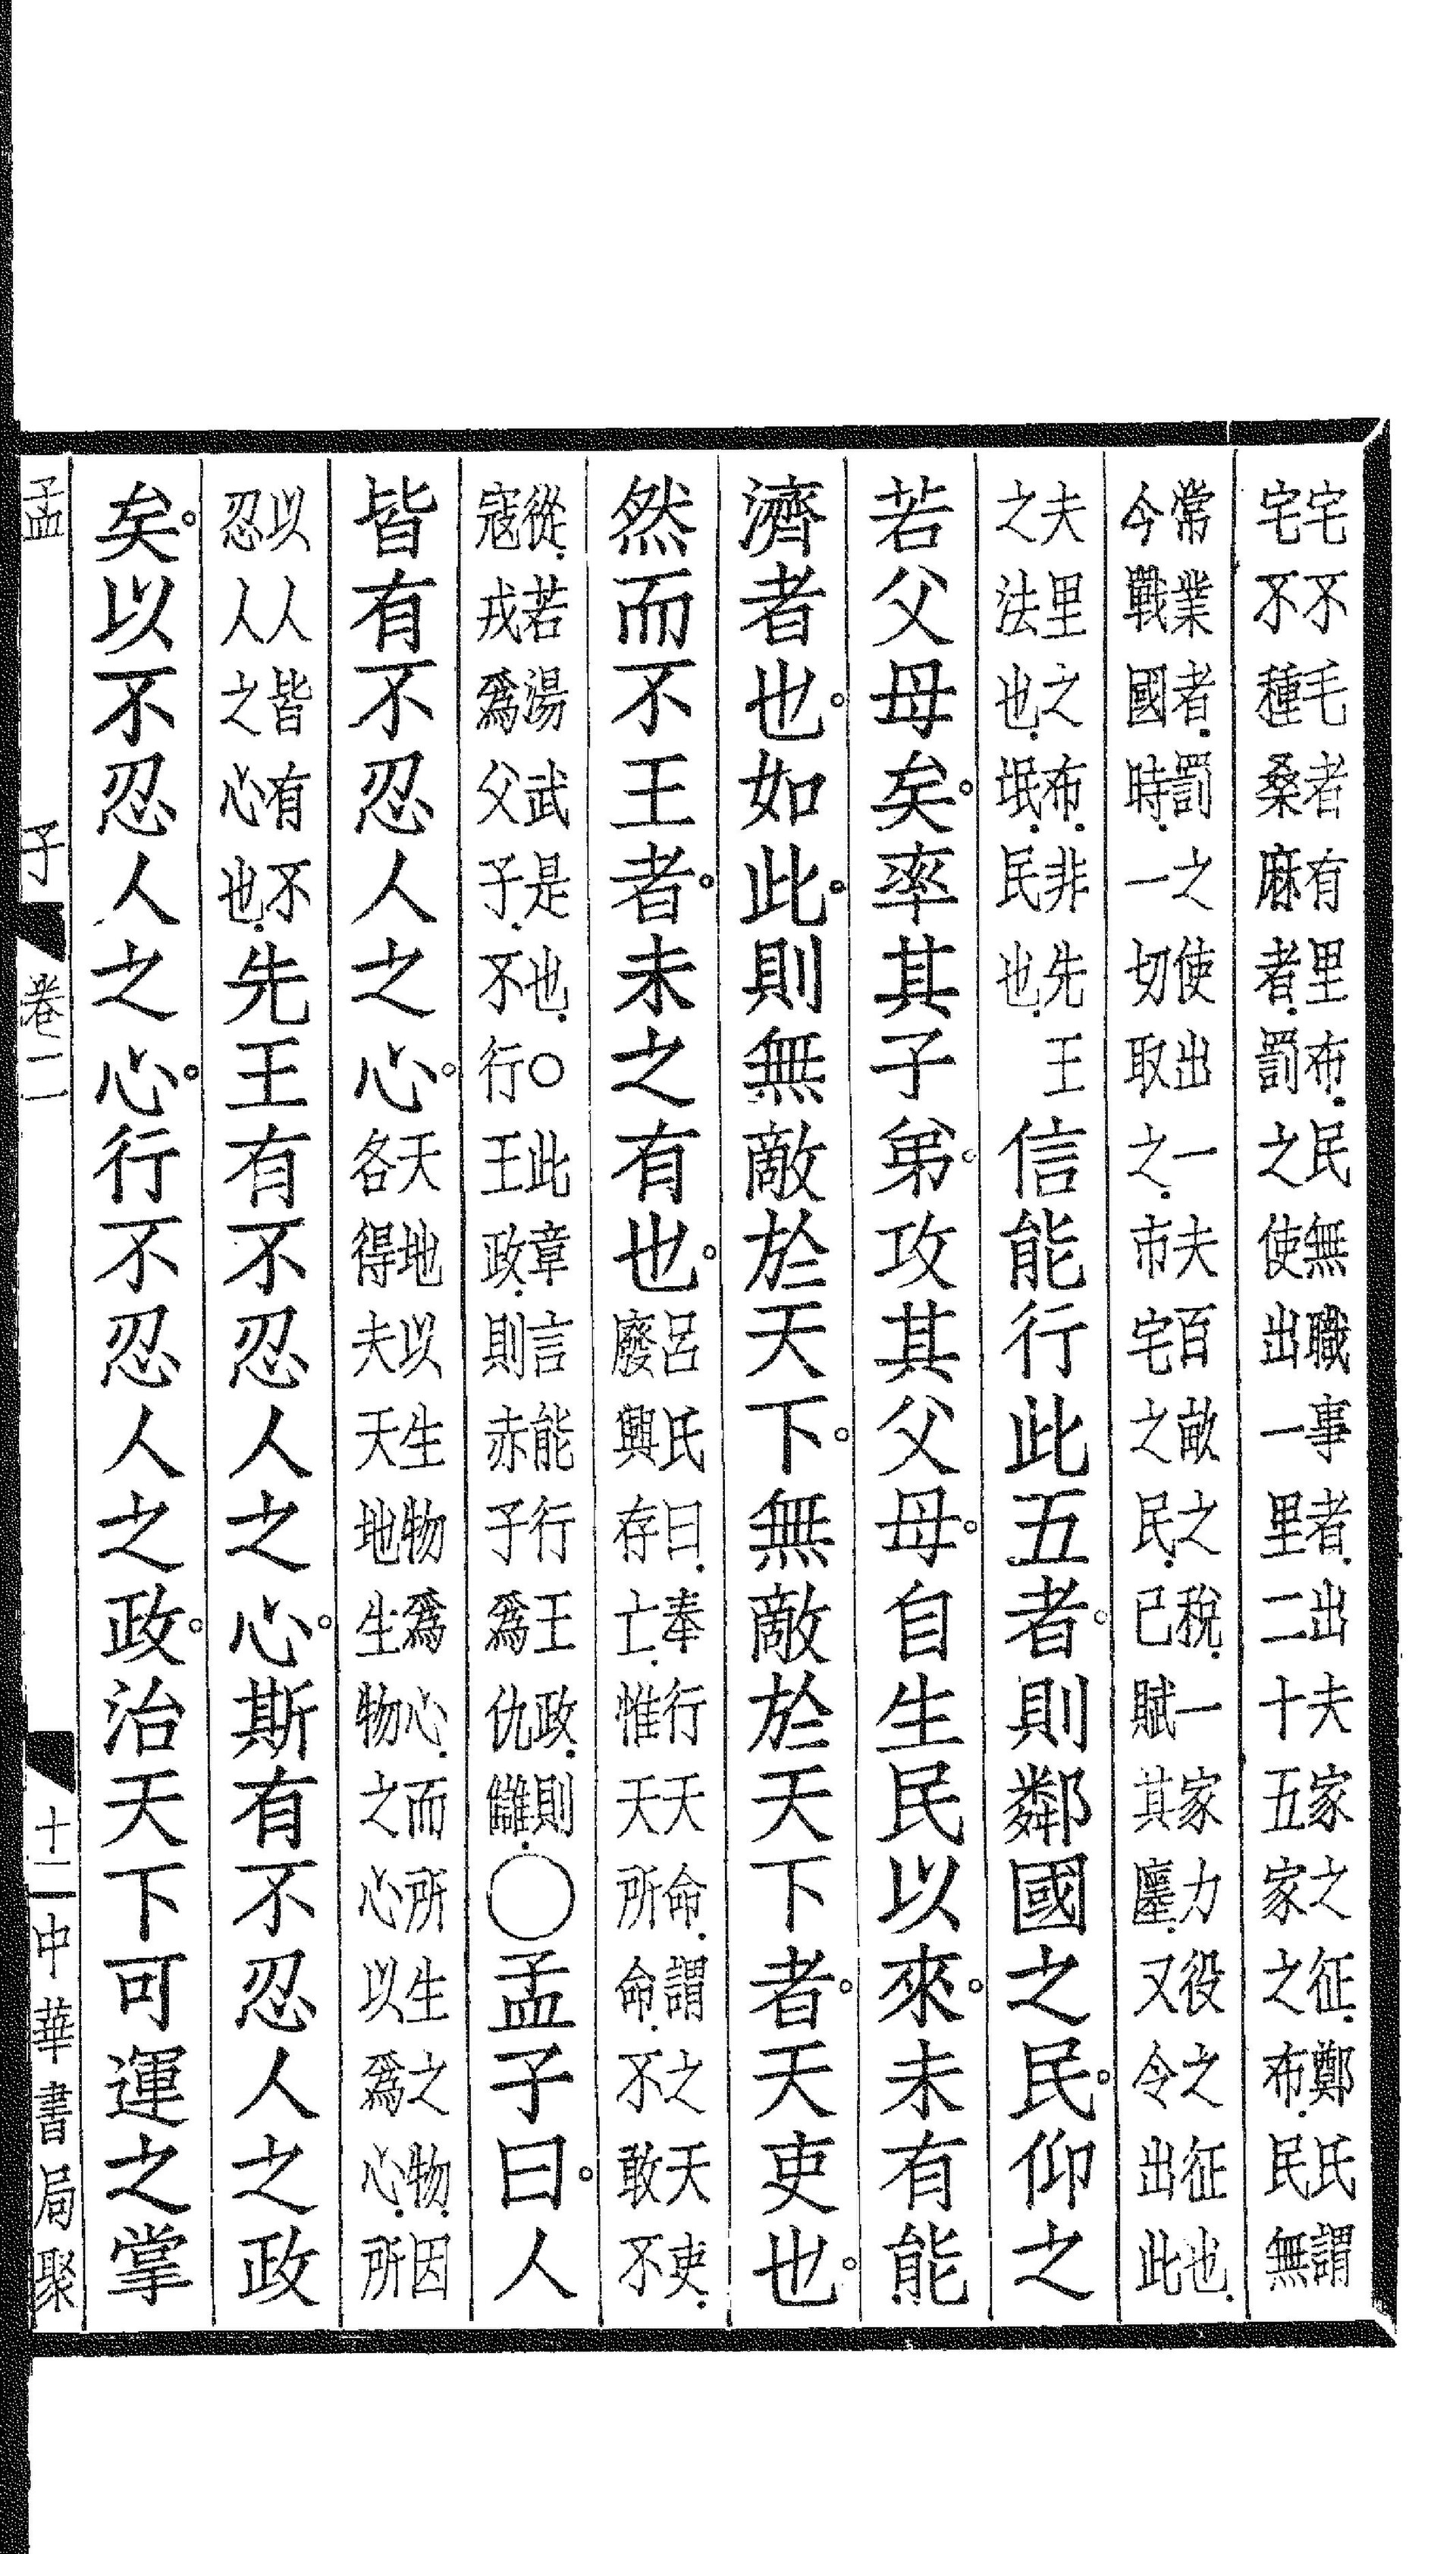 宅不毛者有里布．民無職事者．出夫家之征．鄭氏謂
宅不種桑麻者．罰之使出一里二十五家之布．民無
常業者．罰之使出一夫百畝之稅．一家力役之征也．
今戰國時．一切取之．市宅之民．已賦其廛．又令出此
夫里之布．非先王
之法也．氓．民也．
信能行此五者。則鄰國之民。仰之
若父母矣。率其子弟。攻其父母。自生民以來。未有能
濟者也。如此。則無敵於天下。無敵於天下者。天吏也。
然而不王者。未之有也。
呂氏曰．奉行天命．謂之天吏．
廢興存亡．惟天所命．不敢不
從．若湯武是也．○此章言能行王政．則
寇戎爲父子．不行王政．則赤子爲仇讎．
○孟子曰。人
皆有不忍人之心。
天地以生物爲心．而所生之物．因
各得夫天地生物之心以爲心．所
以人皆有不
忍人之心也．
先王有不忍人之心。斯有不忍人之政
矣。以不忍人之心。行不忍人之政。治天下可運之掌
孟子 卷二 十二 中華書局聚